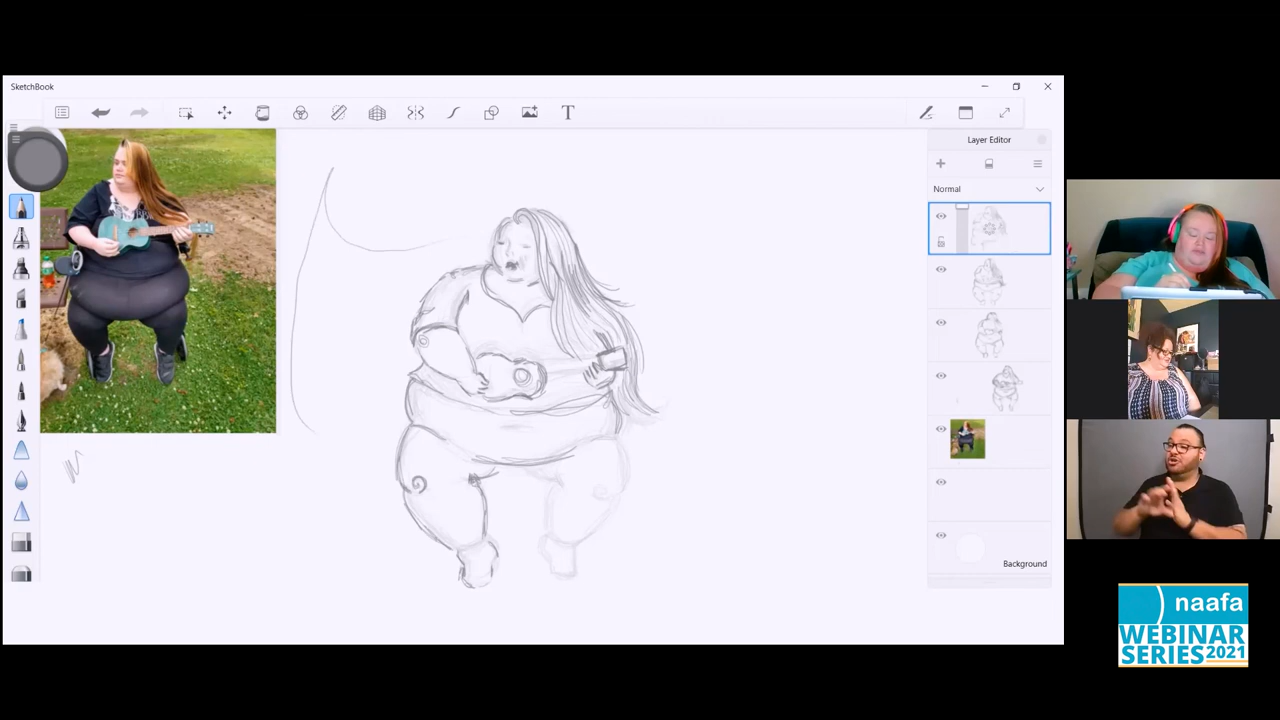 SketchBook
T
Layer Editor
Normal
Background
naafa
WEBINAR
SERIES 2021